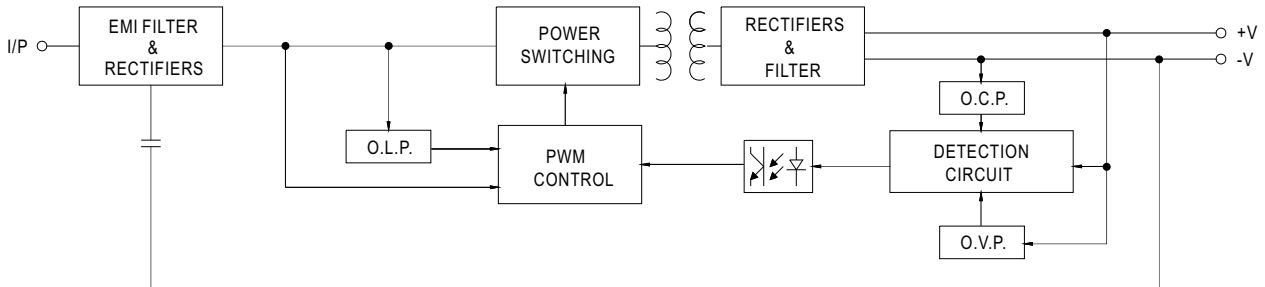 I/P
EMI FILTER
&
RECTIFIERS
POWER
SWITCHING
RECTIFIERS
&
FILTER
+V
-V
O.C.P.
O.L.P.
PWM
CONTROL
DETECTION
CIRCUIT
O.V.P.